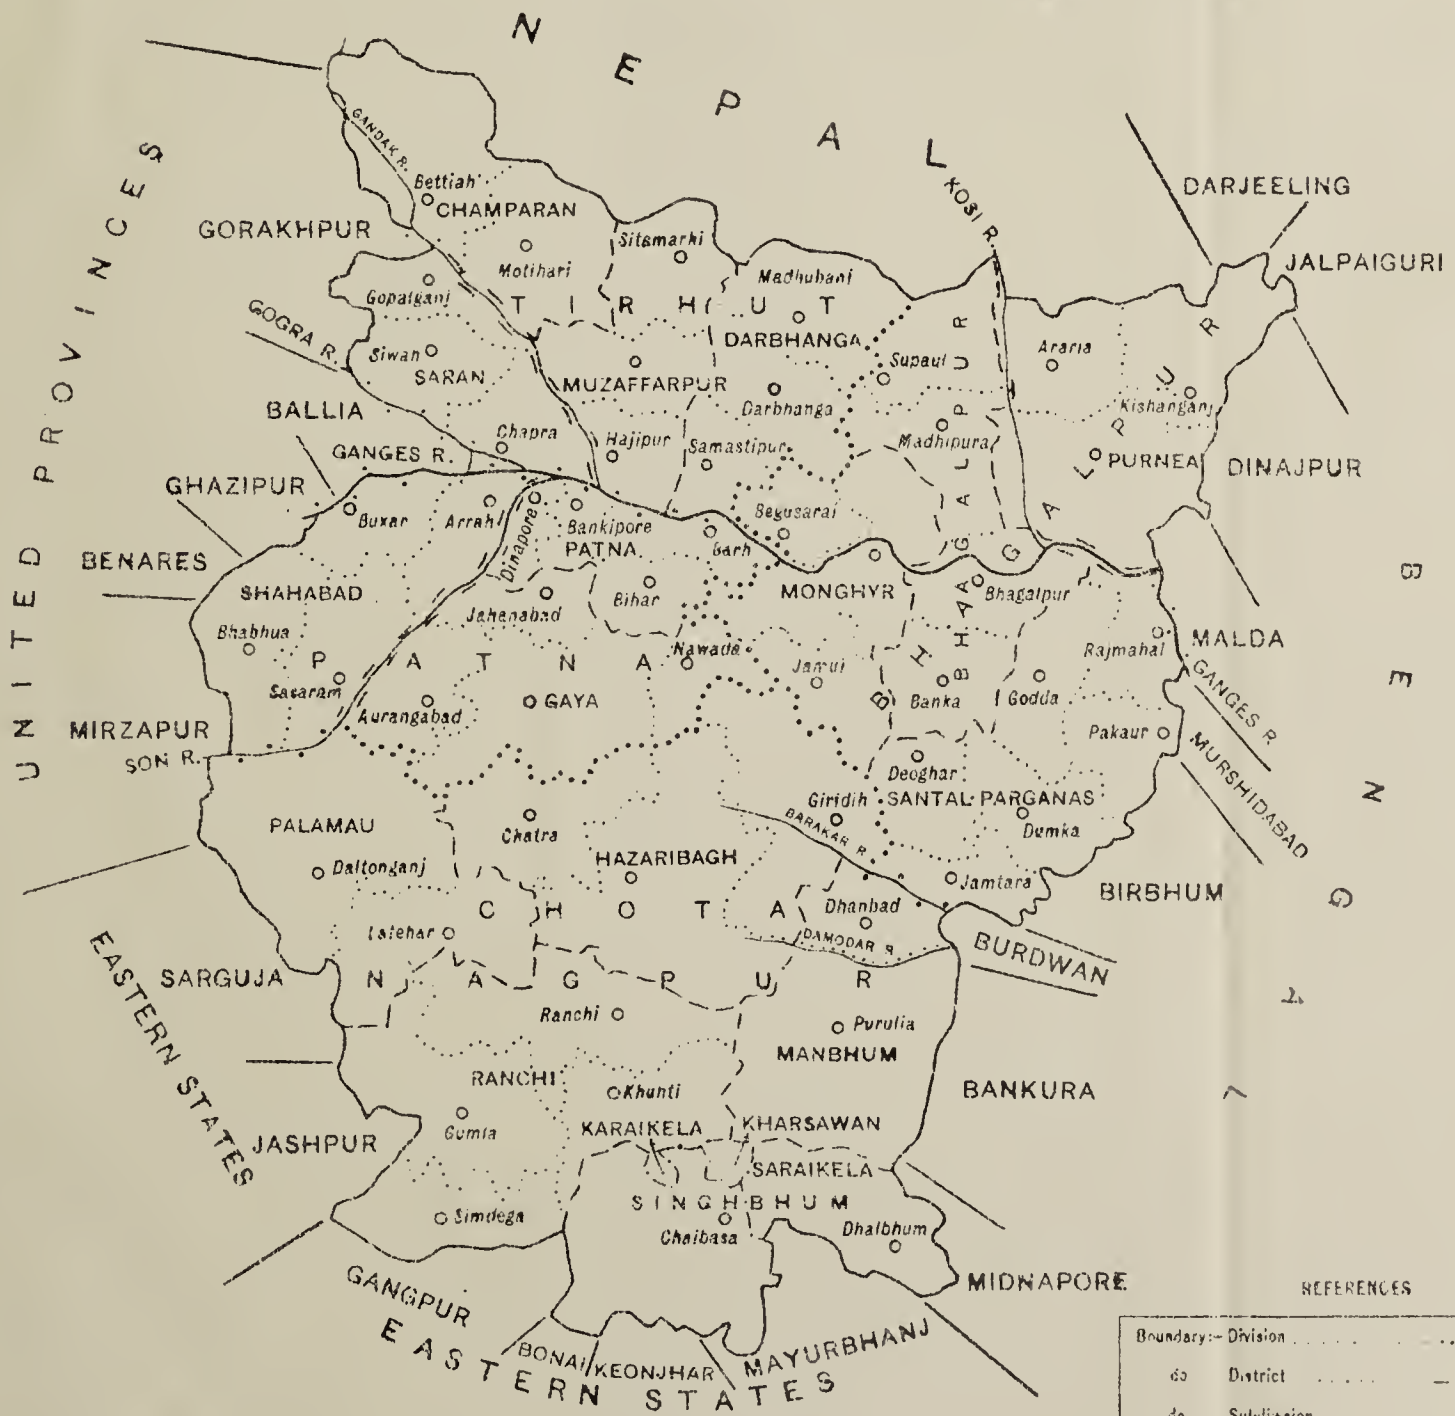 NEPAL
UNITED PROVINCES
GANDAK R.
KOSI R.
DARJEELING
Bettiah
CHAMPARAN
GORAKHPUR
Sitamarhi
JALPAIGURI
Motihari
Madhubani
Gopalganj
TIRHUT
GOGRA R.
DARBHANGA
Siwan
SARAN
Supaul
Araria
MUZAFFARPUR
Darbhanga
Kishanganj
BALLIA
Chapra
Hajipur
Samastipur
Madhipura
GANGES R.
PURNEA
DINAJPUR
GHAZIPUR
Buxar
Arrah
Dinapore
Bankipore
PATNA
Barh
Begusarai
BHAGALPUR
BHAGALPUR
BENARES
SHAHABAD
Jahanabad
Bihar
MONGHYR
Bhagalpur
BENGAL
Bhabhua
Nawada
Rajmahal
MALDA
PATNA
Jamui
Sasaram
Aurangabad
GAYA
Banka
Godda
GANGES R.
MIRZAPUR
SON R.
Pakaur
MURSHIDABAD
Deoghar
Giridih
SANTAL PARGANAS
PALAMAU
Chatra
BARAKAR R.
Dumka
Daltonganj
HAZARIBAGH
Jamtara
BIRBHUM
CHOTA
Dhanbad
Latehar
DAMODAR R.
BURDWAN
EASTERN STATES
SARGUJA
NAGPUR
Ranchi
Purulia
MANBHUM
RANCHI
Khunti
BANKURA
Gumla
KARAIKELA
KHARSAWAN
JASHPUR
SARAIKELA
SINGHBHUM
Simdega
Chaibasa
Dhalbhum
MIDNAPORE
GANGPUR
BONAI
KEONJHAR
MAYURBHANJ
EASTERN STATES
REFERENCES
Boundary:- Division
do District
do Subdivision